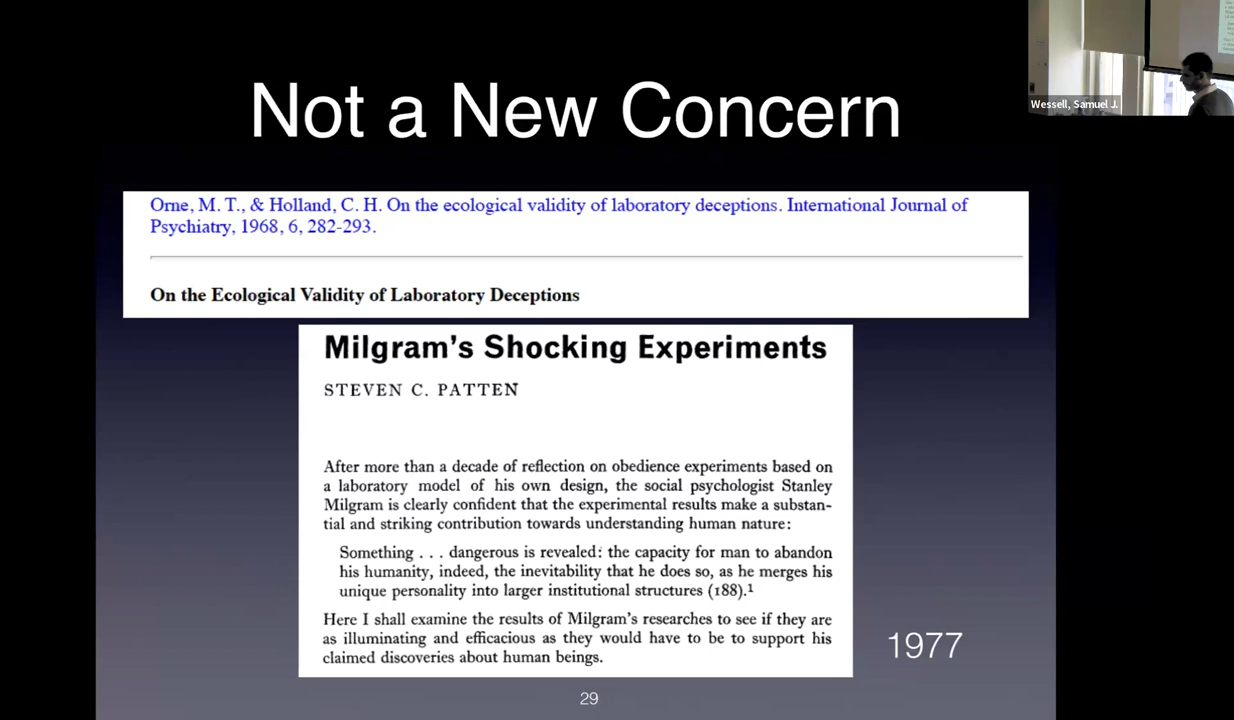 Not a New Concern
Wessell, Samuel J.
Orne, M. T., & Holland, C. H. On the ecological validity of laboratory deceptions. International Journal of
Psychiatry, 1968, 6, 282-293.
On the Ecological Validity of Laboratory Deceptions
Milgram's Shocking Experiments
STEVEN C. PATTEN
After more than a decade of reflection on obedience experiments based on
a laboratory model of his own design, the social psychologist Stanley
Milgram is clearly confident that the experimental results make a substan-
tial and striking contribution towards understanding human nature:
Something . . . dangerous is revealed: the capacity for man to abandon
his humanity, indeed, the inevitability that he does so, as he merges his
unique personality into larger institutional structures (188).¹
Here I shall examine the results of Milgram's researches to see if they are
as illuminating and efficacious as they would have to be to support his
claimed discoveries about human beings.
1977
29